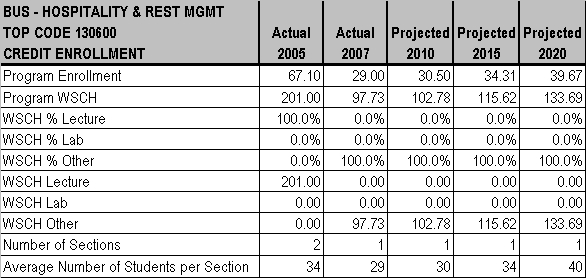 BUS - HOSPITALITY & REST MGMT
TOP CODE 130600 Actual Actual Projected Projected Projected
CREDIT ENROLLMENT 2005 2007 2010 2015 2020
Program Enrollment 67.10 29.00 30.50 34.31 39.67
Program WSCH 201.00 97.73 102.78 115.62 133.69
WSCH % Lecture 100.0% 0.0% 0.0% 0.0% 0.0%
WSCH % Lab 0.0% 0.0% 0.0% 0.0% 0.0%
WSCH % Other 0.0% 100.0% 100.0% 100.0% 100.0%
WSCH Lecture 201.00 0.00 0.00 0.00 0.00
WSCH Lab 0.00 0.00 0.00 0.00 0.00
WSCH Other 0.00 97.73 102.78 115.62 133.69
Number of Sections 2 1 1 1 1
Average Number of Students per Section 34 29 30 34 40